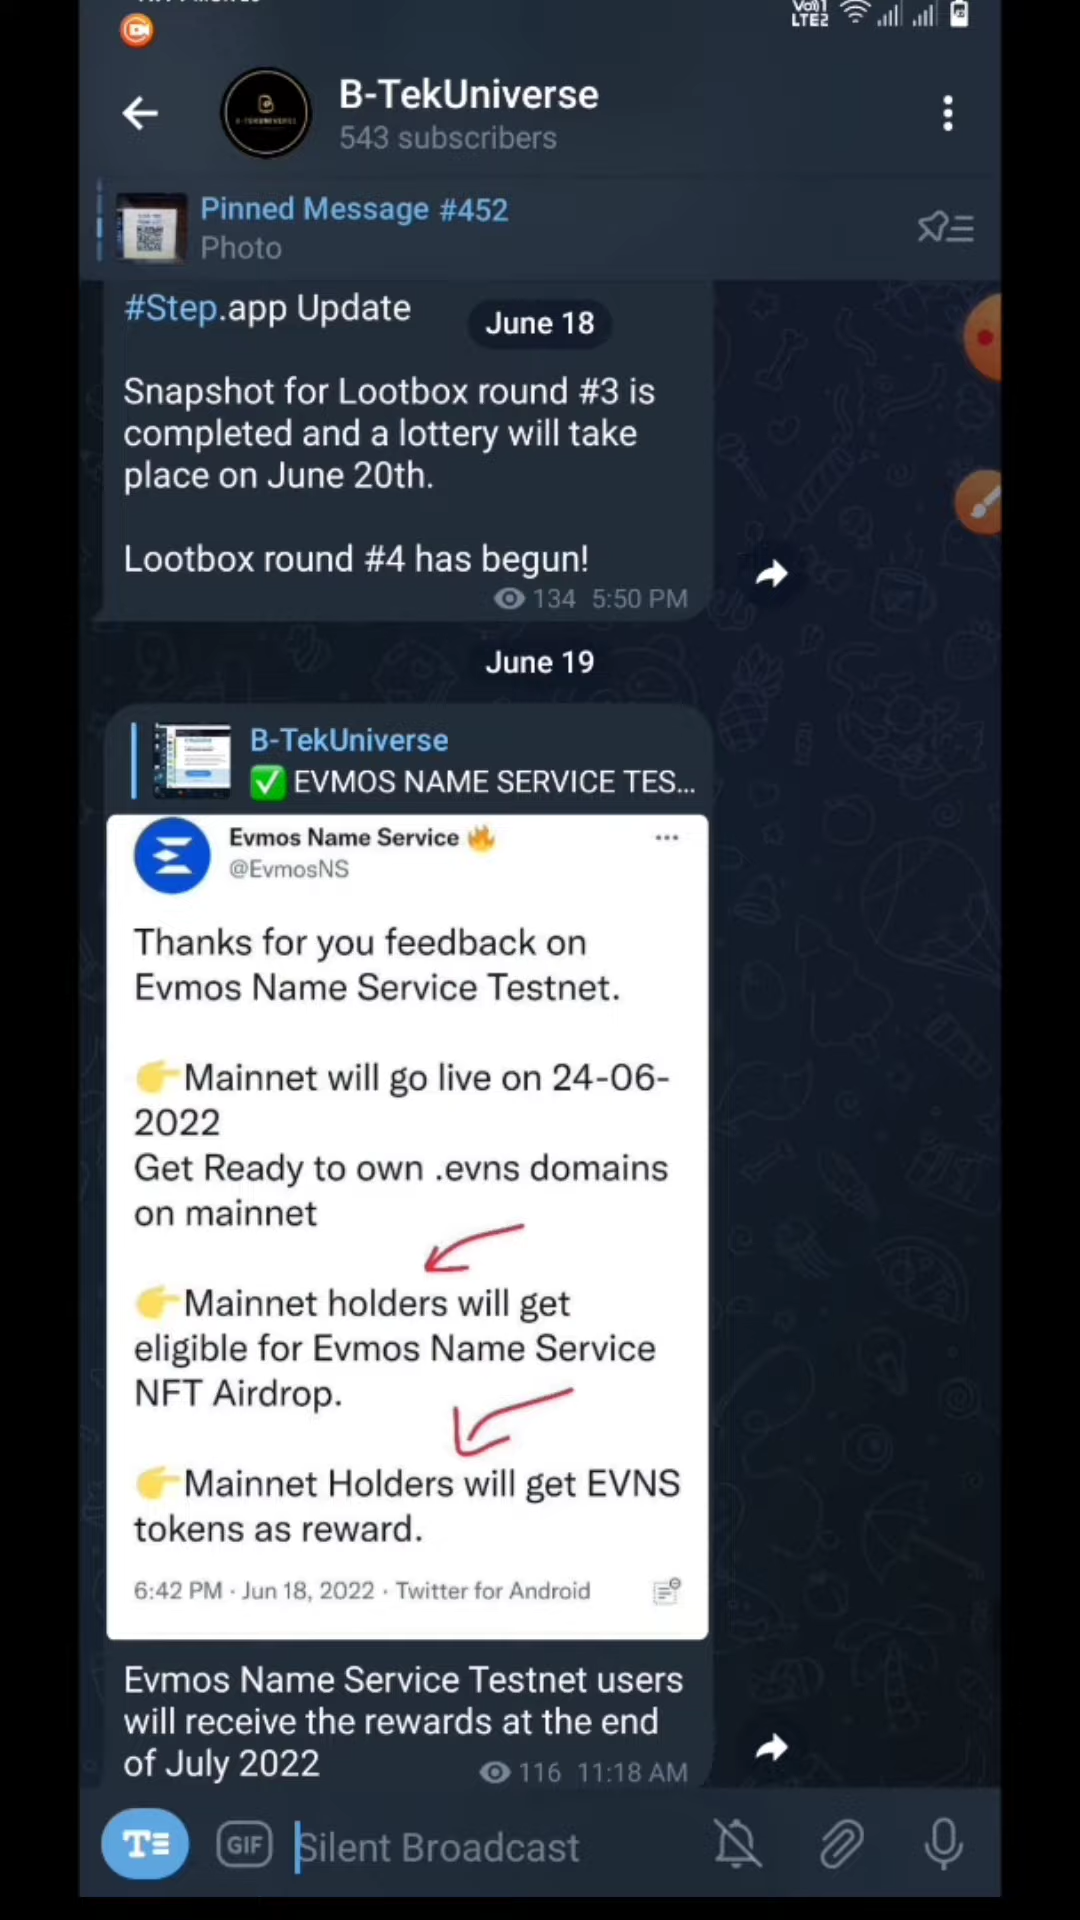 Vo)) 1
LTE2
B-TekUniverse
543 subscribers
Pinned Message #452
Photo
#Step.app Update
June 18
Snapshot for Lootbox round #3 is
completed and a lottery will take
place on June 20th.
Lootbox round #4 has begun!
134 5:50 PM
June 19
B-TekUniverse
✅ EVMOS NAME SERVICE TES...
Evmos Name Service 🔥
@EvmosNS
Thanks for you feedback on
Evmos Name Service Testnet.
👉Mainnet will go live on 24-06-
2022
Get Ready to own .evns domains
on mainnet
👉Mainnet holders will get
eligible for Evmos Name Service
NFT Airdrop.
👉Mainnet Holders will get EVNS
tokens as reward.
6:42 PM · Jun 18, 2022 · Twitter for Android
Evmos Name Service Testnet users
will receive the rewards at the end
of July 2022
116 11:18 AM
T
GIF
Silent Broadcast